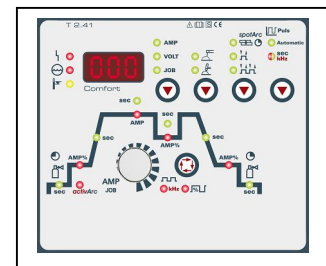 T 2.41
spotArc
Puls
AMP
VOLT
JOB
Automatic
sec
kHz
000
Comfort
sec
AMP
sec
sec
sec
AMP%
AMP%
AMP%
AMP
JOB
sec
activArc
kHz
sec